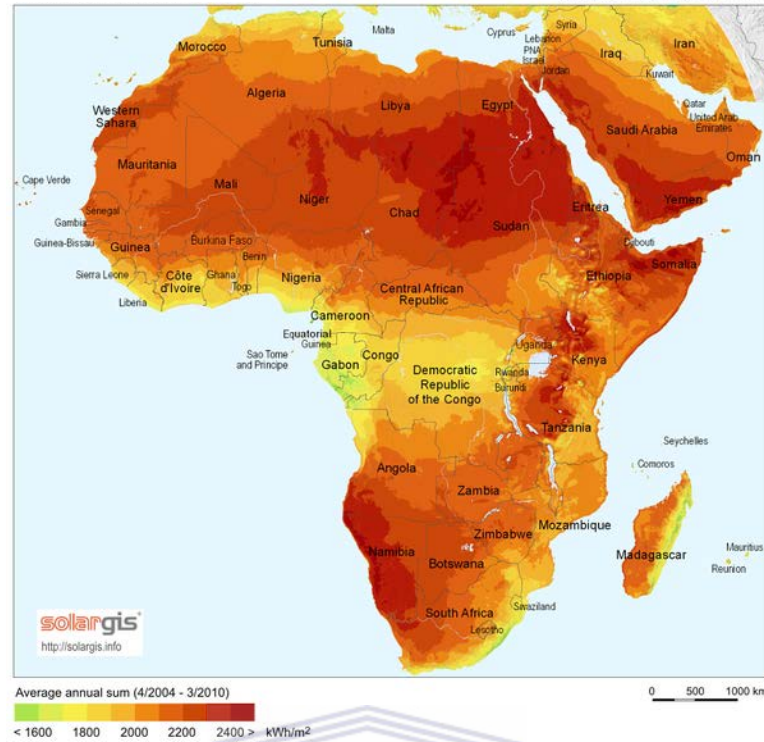 Morocco
Tunisia
Malta
Cyprus
Syria
Lebanon
PNA
Israel
Jordan
Iraq
Iran
Kuwait
Algeria
Libya
Egypt
Qatar
United Arab
Emirates
Western
Sahara
Saudi Arabia
Oman
Mauritania
Cape Verde
Mali
Niger
Chad
Sudan
Eritrea
Yemen
Senegal
Gambia
Guinea-Bissau
Guinea
Burkina Faso
Benin
Djibouti
Somalia
Sierra Leone
Côte
d'Ivoire
Ghana
Togo
Nigeria
Central African
Republic
Ethiopia
Liberia
Cameroon
Equatorial
Guinea
Sao Tome
and Principe
Gabon
Congo
Democratic
Republic
of the Congo
Uganda
Kenya
Rwanda
Burundi
Tanzania
Seychelles
Comoros
Angola
Zambia
Mozambique
Zimbabwe
Madagascar
Mauritius
Reunion
Namibia
Botswana
South Africa
Swaziland
Lesotho
solargis
http://solargis.info
Average annual sum (4/2004 - 3/2010)
0 500 1000 km
< 1600 1800 2000 2200 2400 > kWh/m²